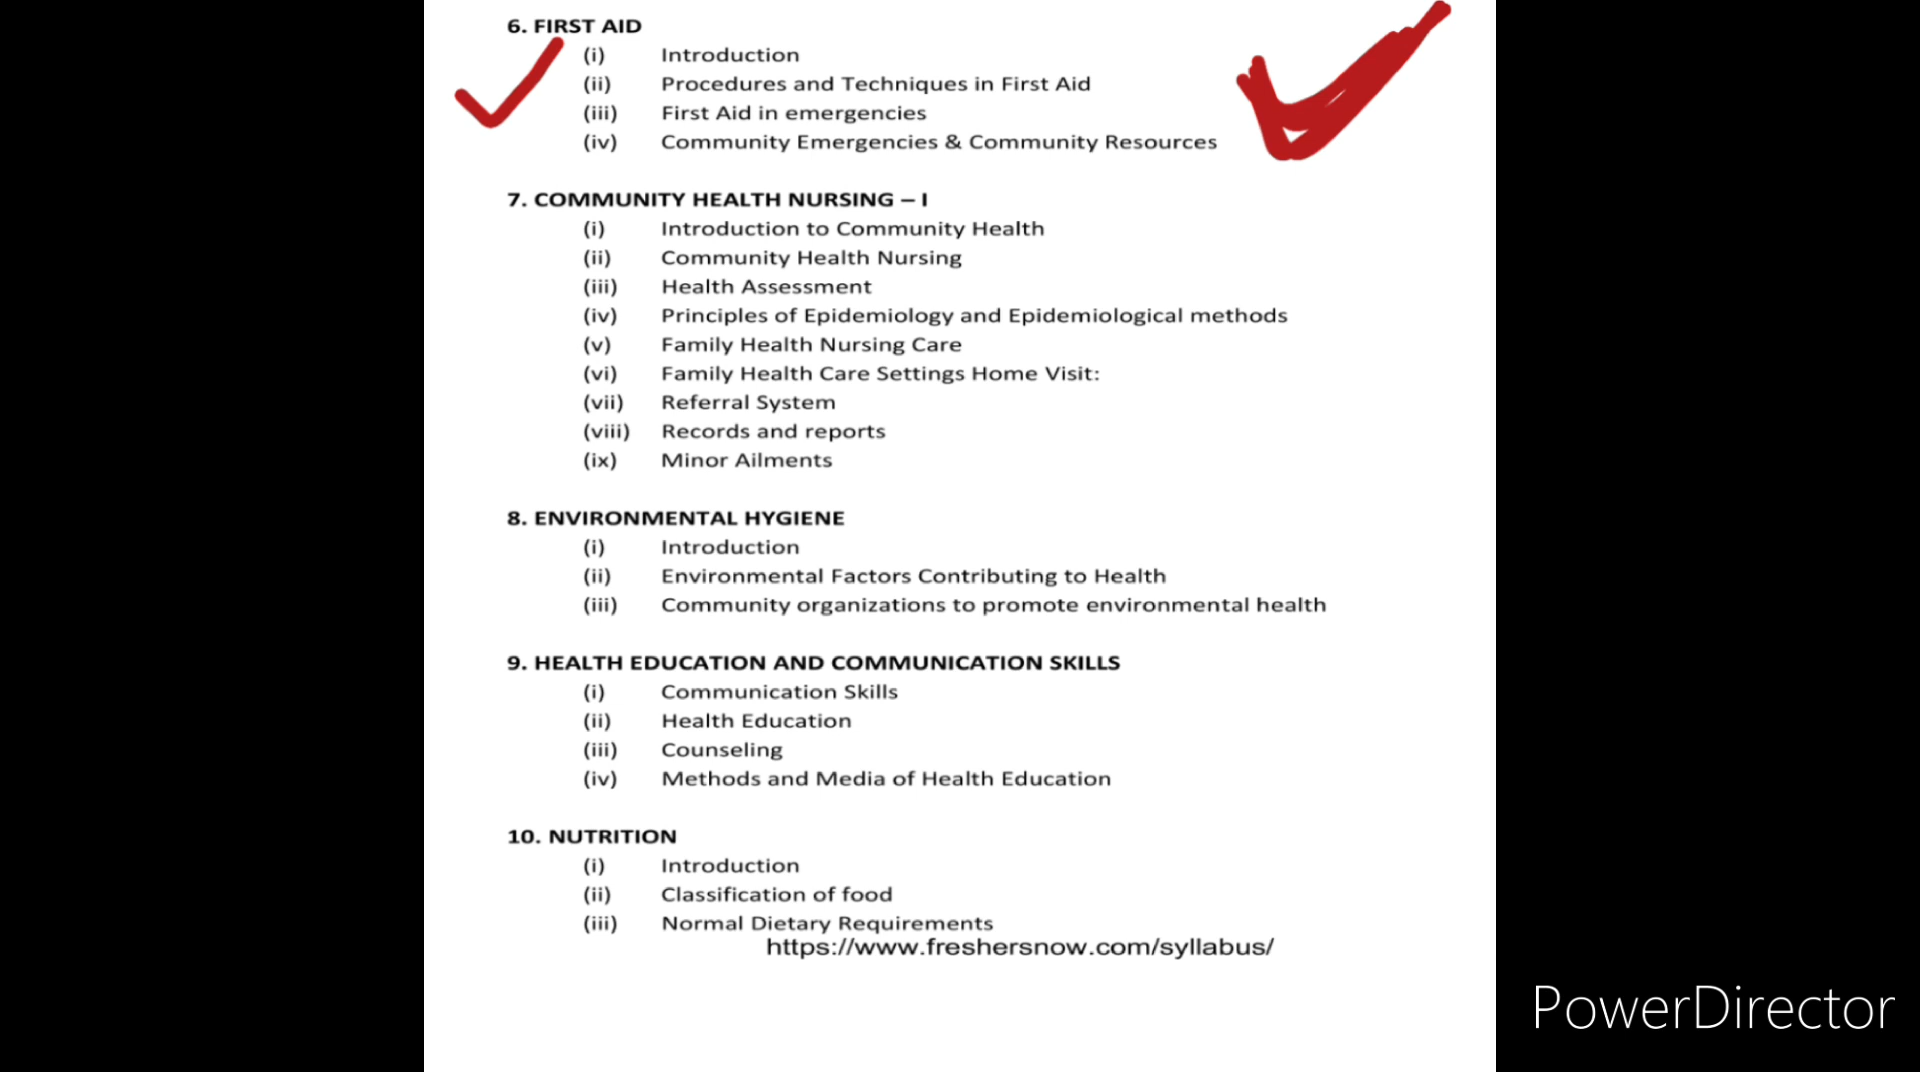 6. FIRST AID
(i) Introduction
(ii) Procedures and Techniques in First Aid
(iii) First Aid in emergencies
(iv) Community Emergencies & Community Resources
7. COMMUNITY HEALTH NURSING – I
(i) Introduction to Community Health
(ii) Community Health Nursing
(iii) Health Assessment
(iv) Principles of Epidemiology and Epidemiological methods
(v) Family Health Nursing Care
(vi) Family Health Care Settings Home Visit:
(vii) Referral System
(viii) Records and reports
(ix) Minor Ailments
8. ENVIRONMENTAL HYGIENE
(i) Introduction
(ii) Environmental Factors Contributing to Health
(iii) Community organizations to promote environmental health
9. HEALTH EDUCATION AND COMMUNICATION SKILLS
(i) Communication Skills
(ii) Health Education
(iii) Counseling
(iv) Methods and Media of Health Education
10. NUTRITION
(i) Introduction
(ii) Classification of food
(iii) Normal Dietary Requirements
https://www.freshersnow.com/syllabus/
PowerDirector